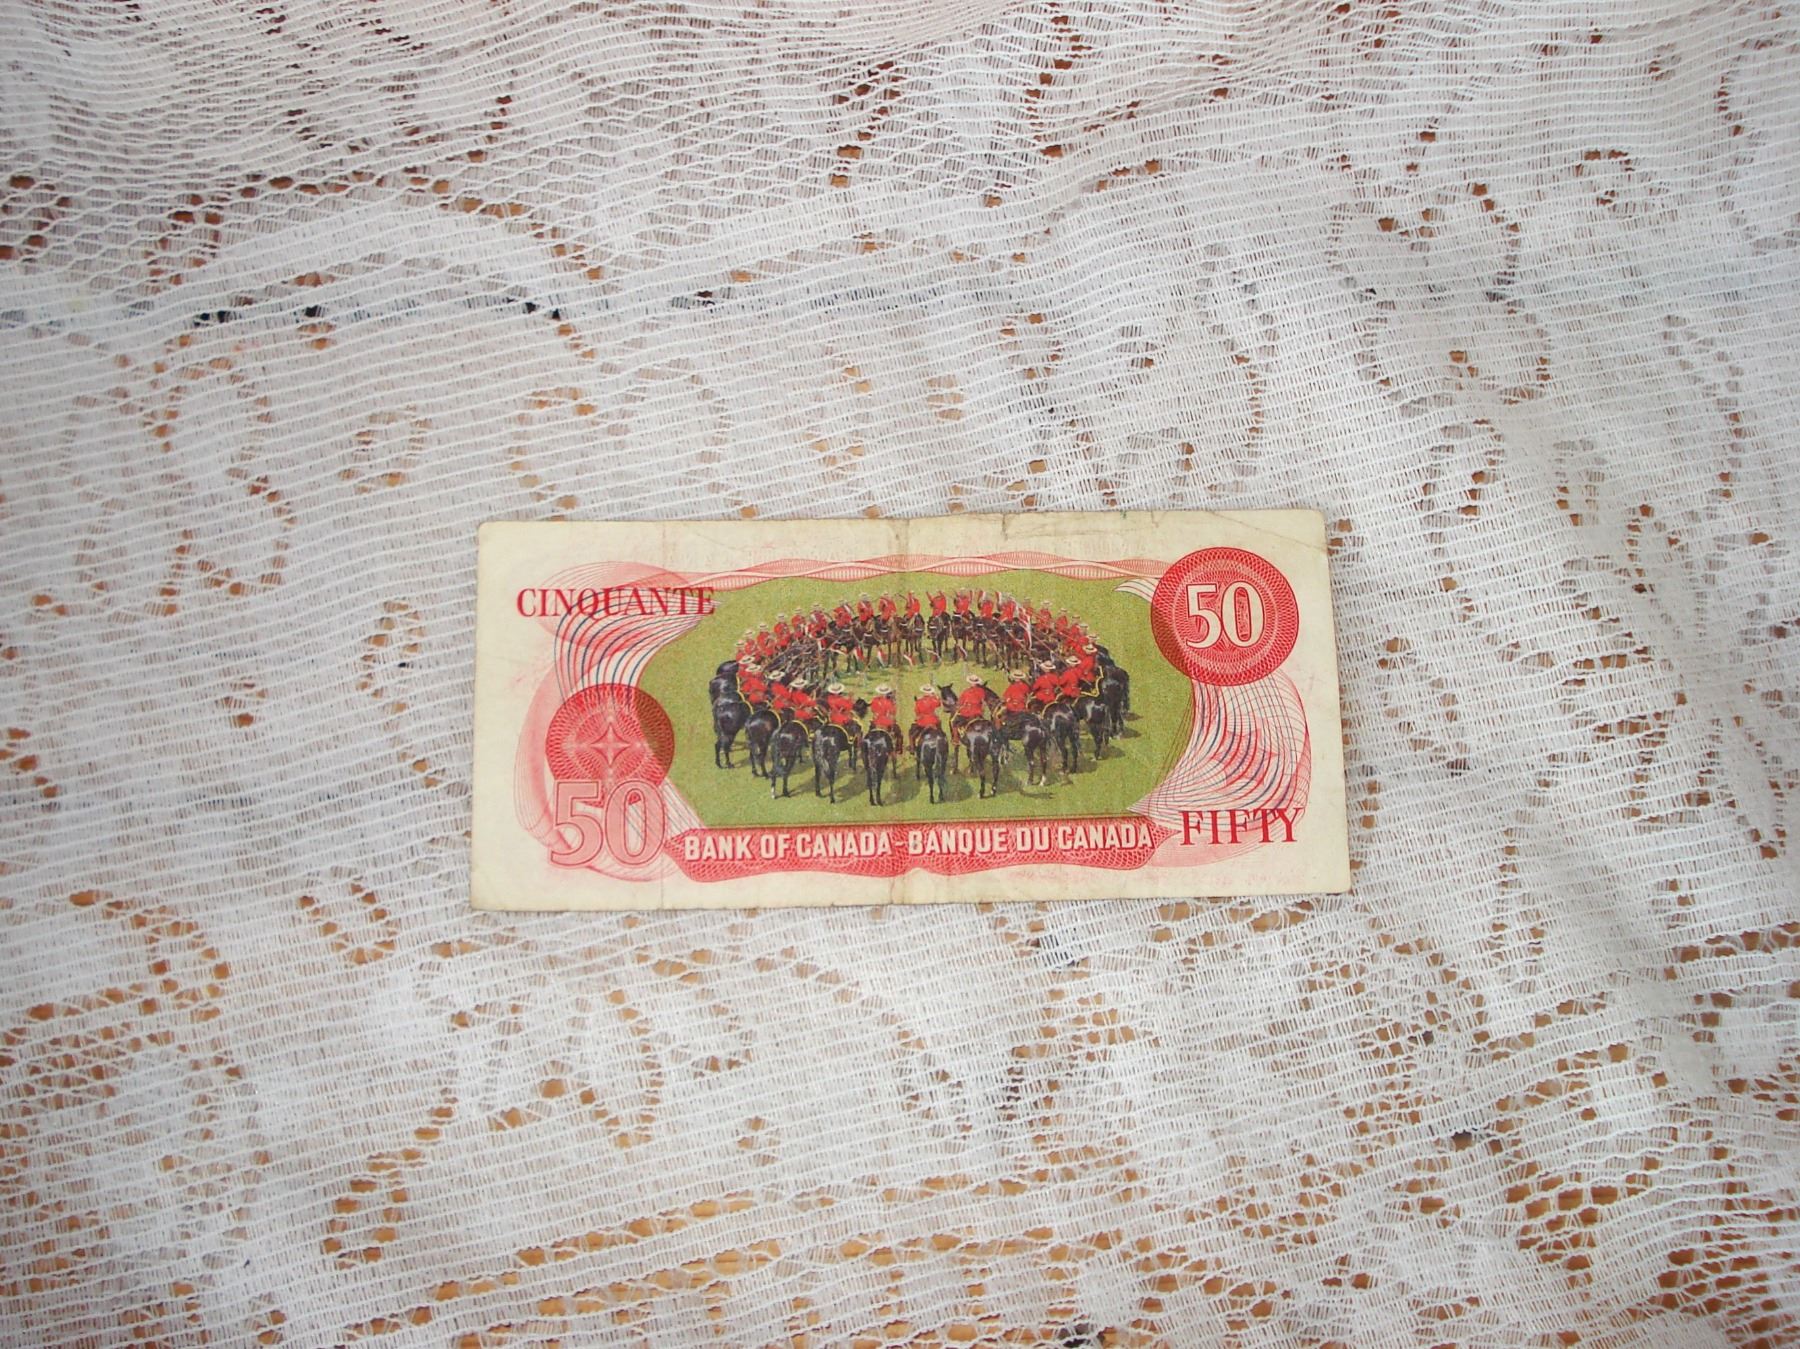 CINQUANTE
50
50
BANK OF CANADA - BANQUE DU CANADA
FIFTY